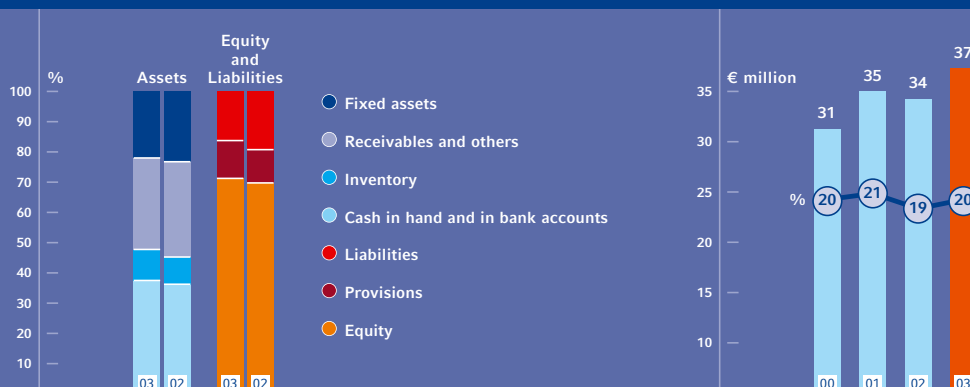 Equity
and
Liabilities
Assets
%
100
90
80
70
60
50
40
30
20
10
03 02 03 02
Fixed assets
Receivables and others
Inventory
Cash in hand and in bank accounts
Liabilities
Provisions
Equity
€ million
35
30
25
20
15
10
31 35 34 37
% 20 21 19 20
00 01 02 03